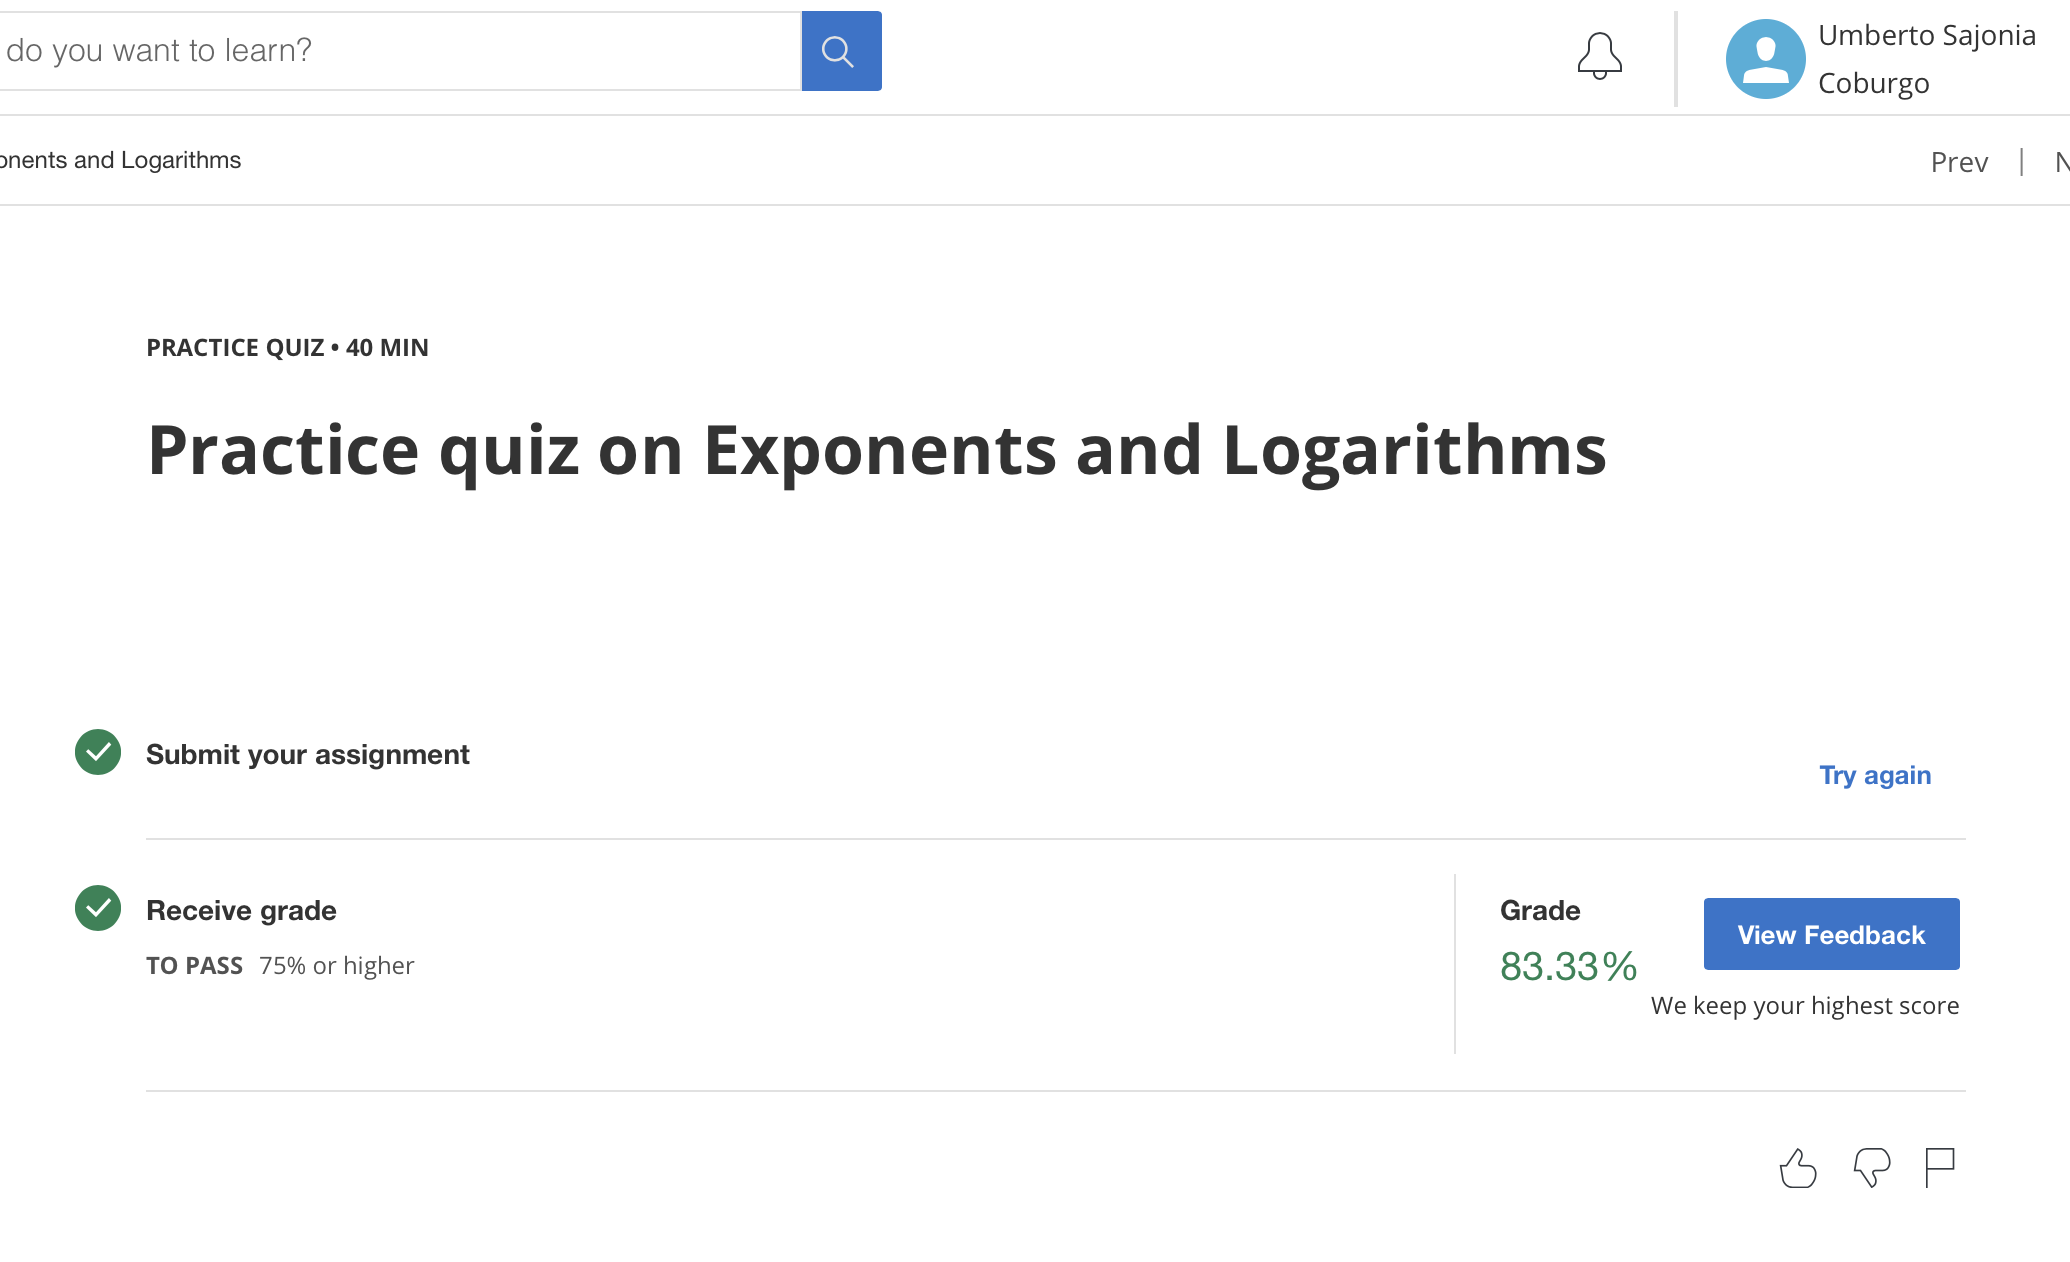 do you want to learn?
Umberto Sajonia
Coburgo
and Logarithms
Prev |
PRACTICE QUIZ • 40 MIN
Practice quiz on Exponents and Logarithms
Submit your assignment
Try again
Receive grade
TO PASS 75% or higher
Grade
83.33%
View Feedback
We keep your highest score